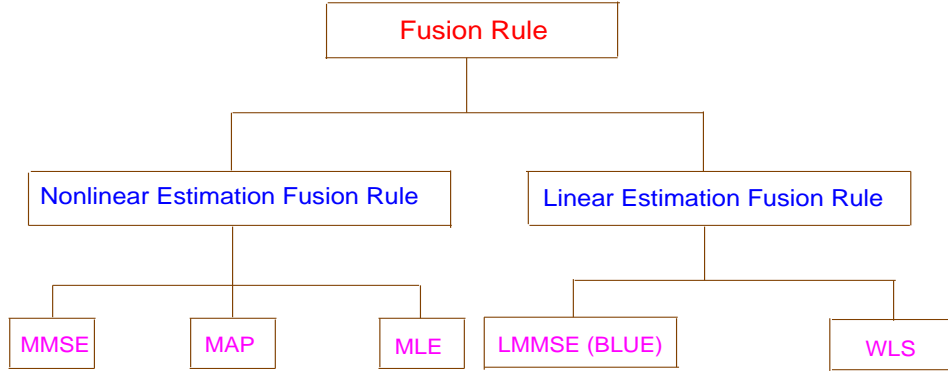 Fusion Rule
Nonlinear Estimation Fusion Rule
Linear Estimation Fusion Rule
MMSE
MAP
MLE
LMMSE (BLUE)
WLS